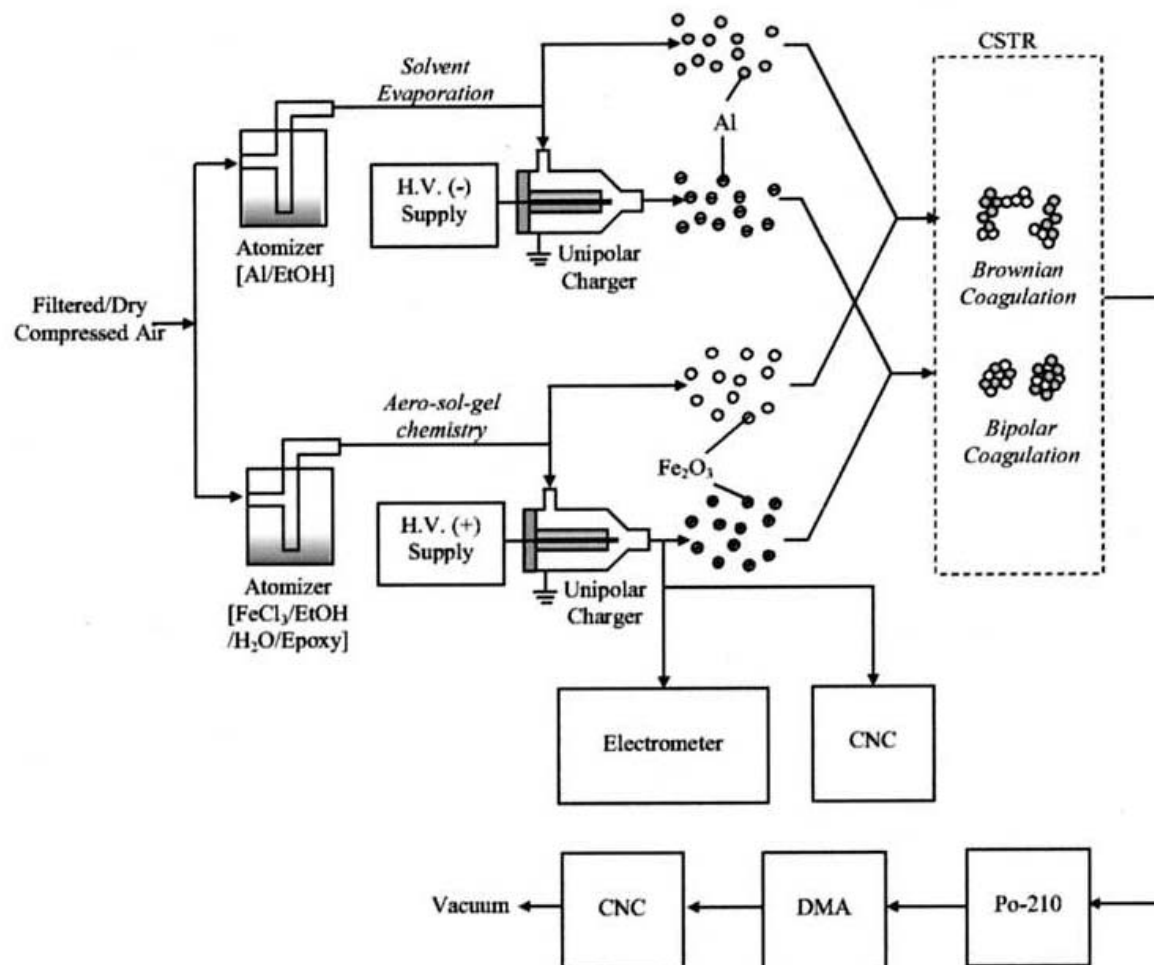 CSTR
Solvent
Evaporation
Al
H.V. (-)
Supply
Atomizer
[Al/EtOH]
Unipolar
Charger
Brownian
Coagulation
Filtered/Dry
Compressed Air
Aero-sol-gel
chemistry
Bipolar
Coagulation
Fe₂O₃
H.V. (+)
Supply
Atomizer
[FeCl₃/EtOH
/H₂O/Epoxy]
Unipolar
Charger
Electrometer
CNC
Vacuum
CNC
DMA
Po-210